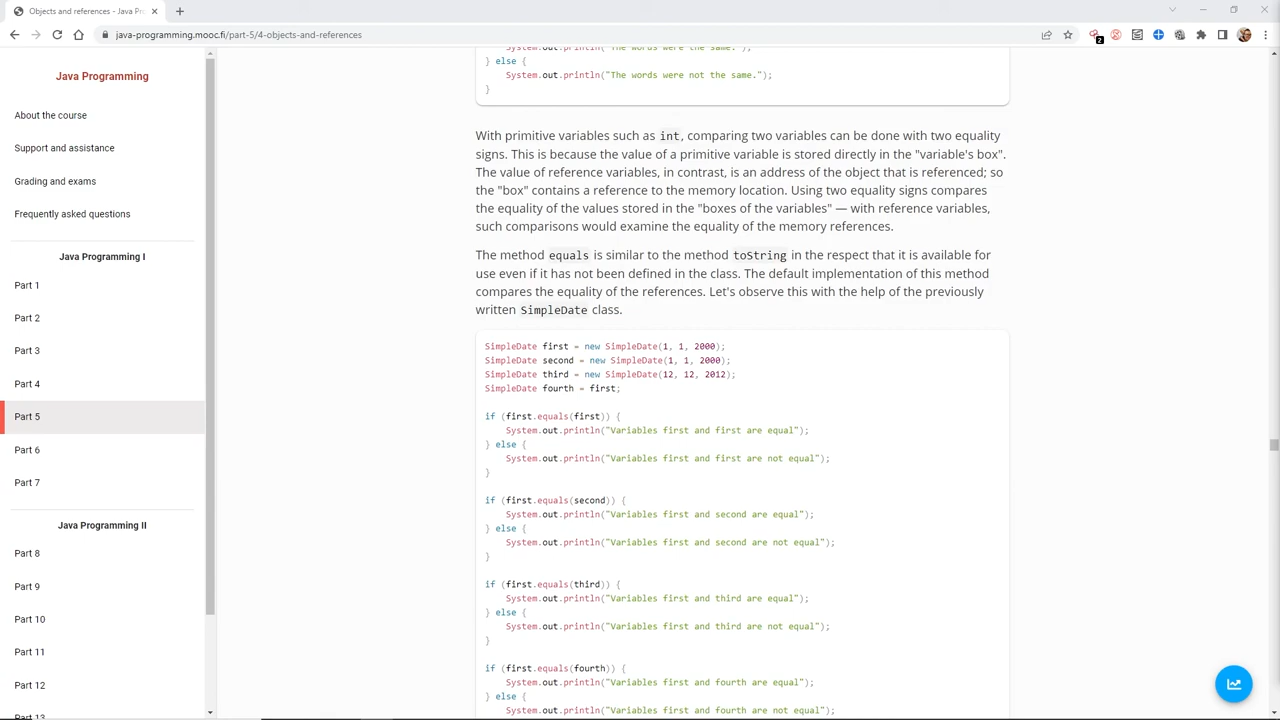 Objects and references - Java Pro
java-programming.mooc.fi/part-5/4-objects-and-references
2
Java Programming
About the course
Support and assistance
Grading and exams
Frequently asked questions
Java Programming I
Part 1
Part 2
Part 3
Part 4
Part 5
Part 6
Part 7
Java Programming II
Part 8
Part 9
Part 10
Part 11
Part 12
Part 13
System.out.println("The words were the same.");
} else {
System.out.println("The words were not the same.");
}
With primitive variables such as int, comparing two variables can be done with two equality
signs. This is because the value of a primitive variable is stored directly in the "variable's box".
The value of reference variables, in contrast, is an address of the object that is referenced; so
the "box" contains a reference to the memory location. Using two equality signs compares
the equality of the values stored in the "boxes of the variables" — with reference variables,
such comparisons would examine the equality of the memory references.
The method equals is similar to the method toString in the respect that it is available for
use even if it has not been defined in the class. The default implementation of this method
compares the equality of the references. Let's observe this with the help of the previously
written SimpleDate class.
SimpleDate first = new SimpleDate(1, 1, 2000);
SimpleDate second = new SimpleDate(1, 1, 2000);
SimpleDate third = new SimpleDate(12, 12, 2012);
SimpleDate fourth = first;
if (first.equals(first)) {
System.out.println("Variables first and first are equal");
} else {
System.out.println("Variables first and first are not equal");
}
if (first.equals(second)) {
System.out.println("Variables first and second are equal");
} else {
System.out.println("Variables first and second are not equal");
}
if (first.equals(third)) {
System.out.println("Variables first and third are equal");
} else {
System.out.println("Variables first and third are not equal");
}
if (first.equals(fourth)) {
System.out.println("Variables first and fourth are equal");
} else {
System.out.println("Variables first and fourth are not equal");